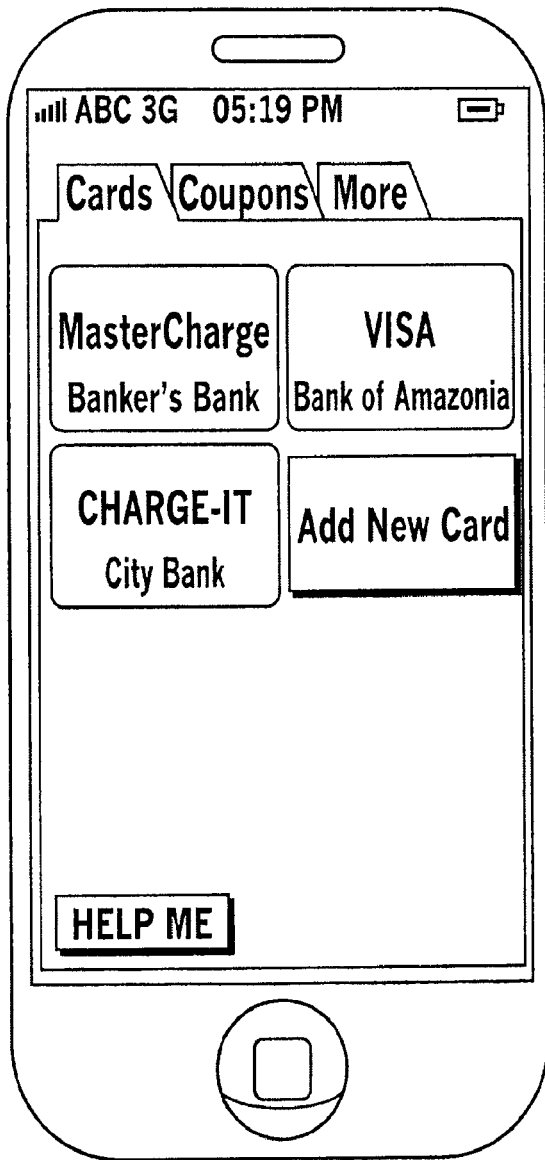 ABC 3G 05:19 PM
Cards Coupons More
MasterCharge
Banker's Bank
VISA
Bank of Amazonia
CHARGE-IT
City Bank
Add New Card
HELP ME